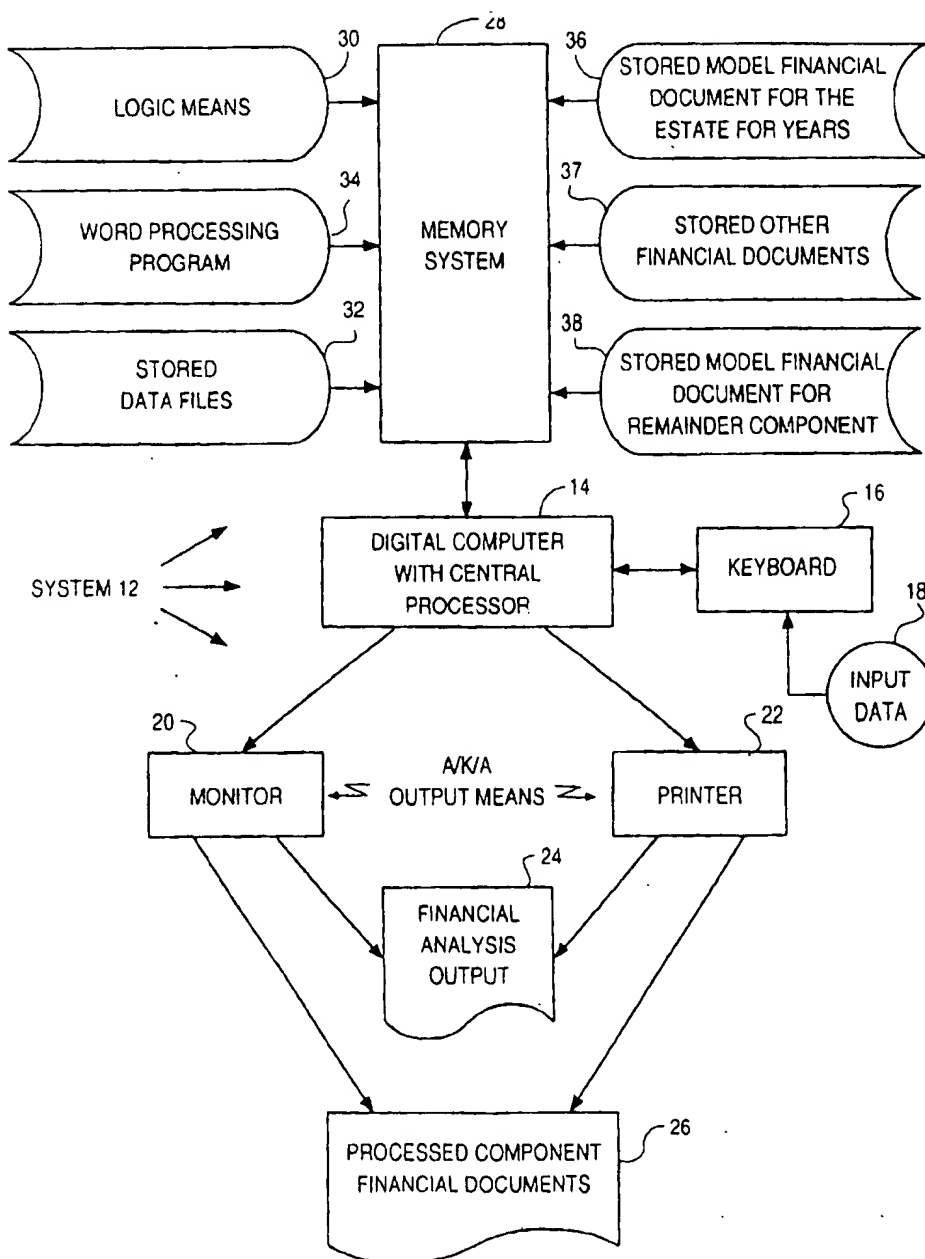 28
30
LOGIC MEANS
36
STORED MODEL FINANCIAL
DOCUMENT FOR THE
ESTATE FOR YEARS
34
WORD PROCESSING
PROGRAM
MEMORY
SYSTEM
37
STORED OTHER
FINANCIAL DOCUMENTS
32
STORED
DATA FILES
38
STORED MODEL FINANCIAL
DOCUMENT FOR
REMAINDER COMPONENT
14
DIGITAL COMPUTER
WITH CENTRAL
PROCESSOR
16
KEYBOARD
SYSTEM 12
18
INPUT
DATA
20
MONITOR
A/K/A
OUTPUT MEANS
22
PRINTER
24
FINANCIAL
ANALYSIS
OUTPUT
26
PROCESSED COMPONENT
FINANCIAL DOCUMENTS